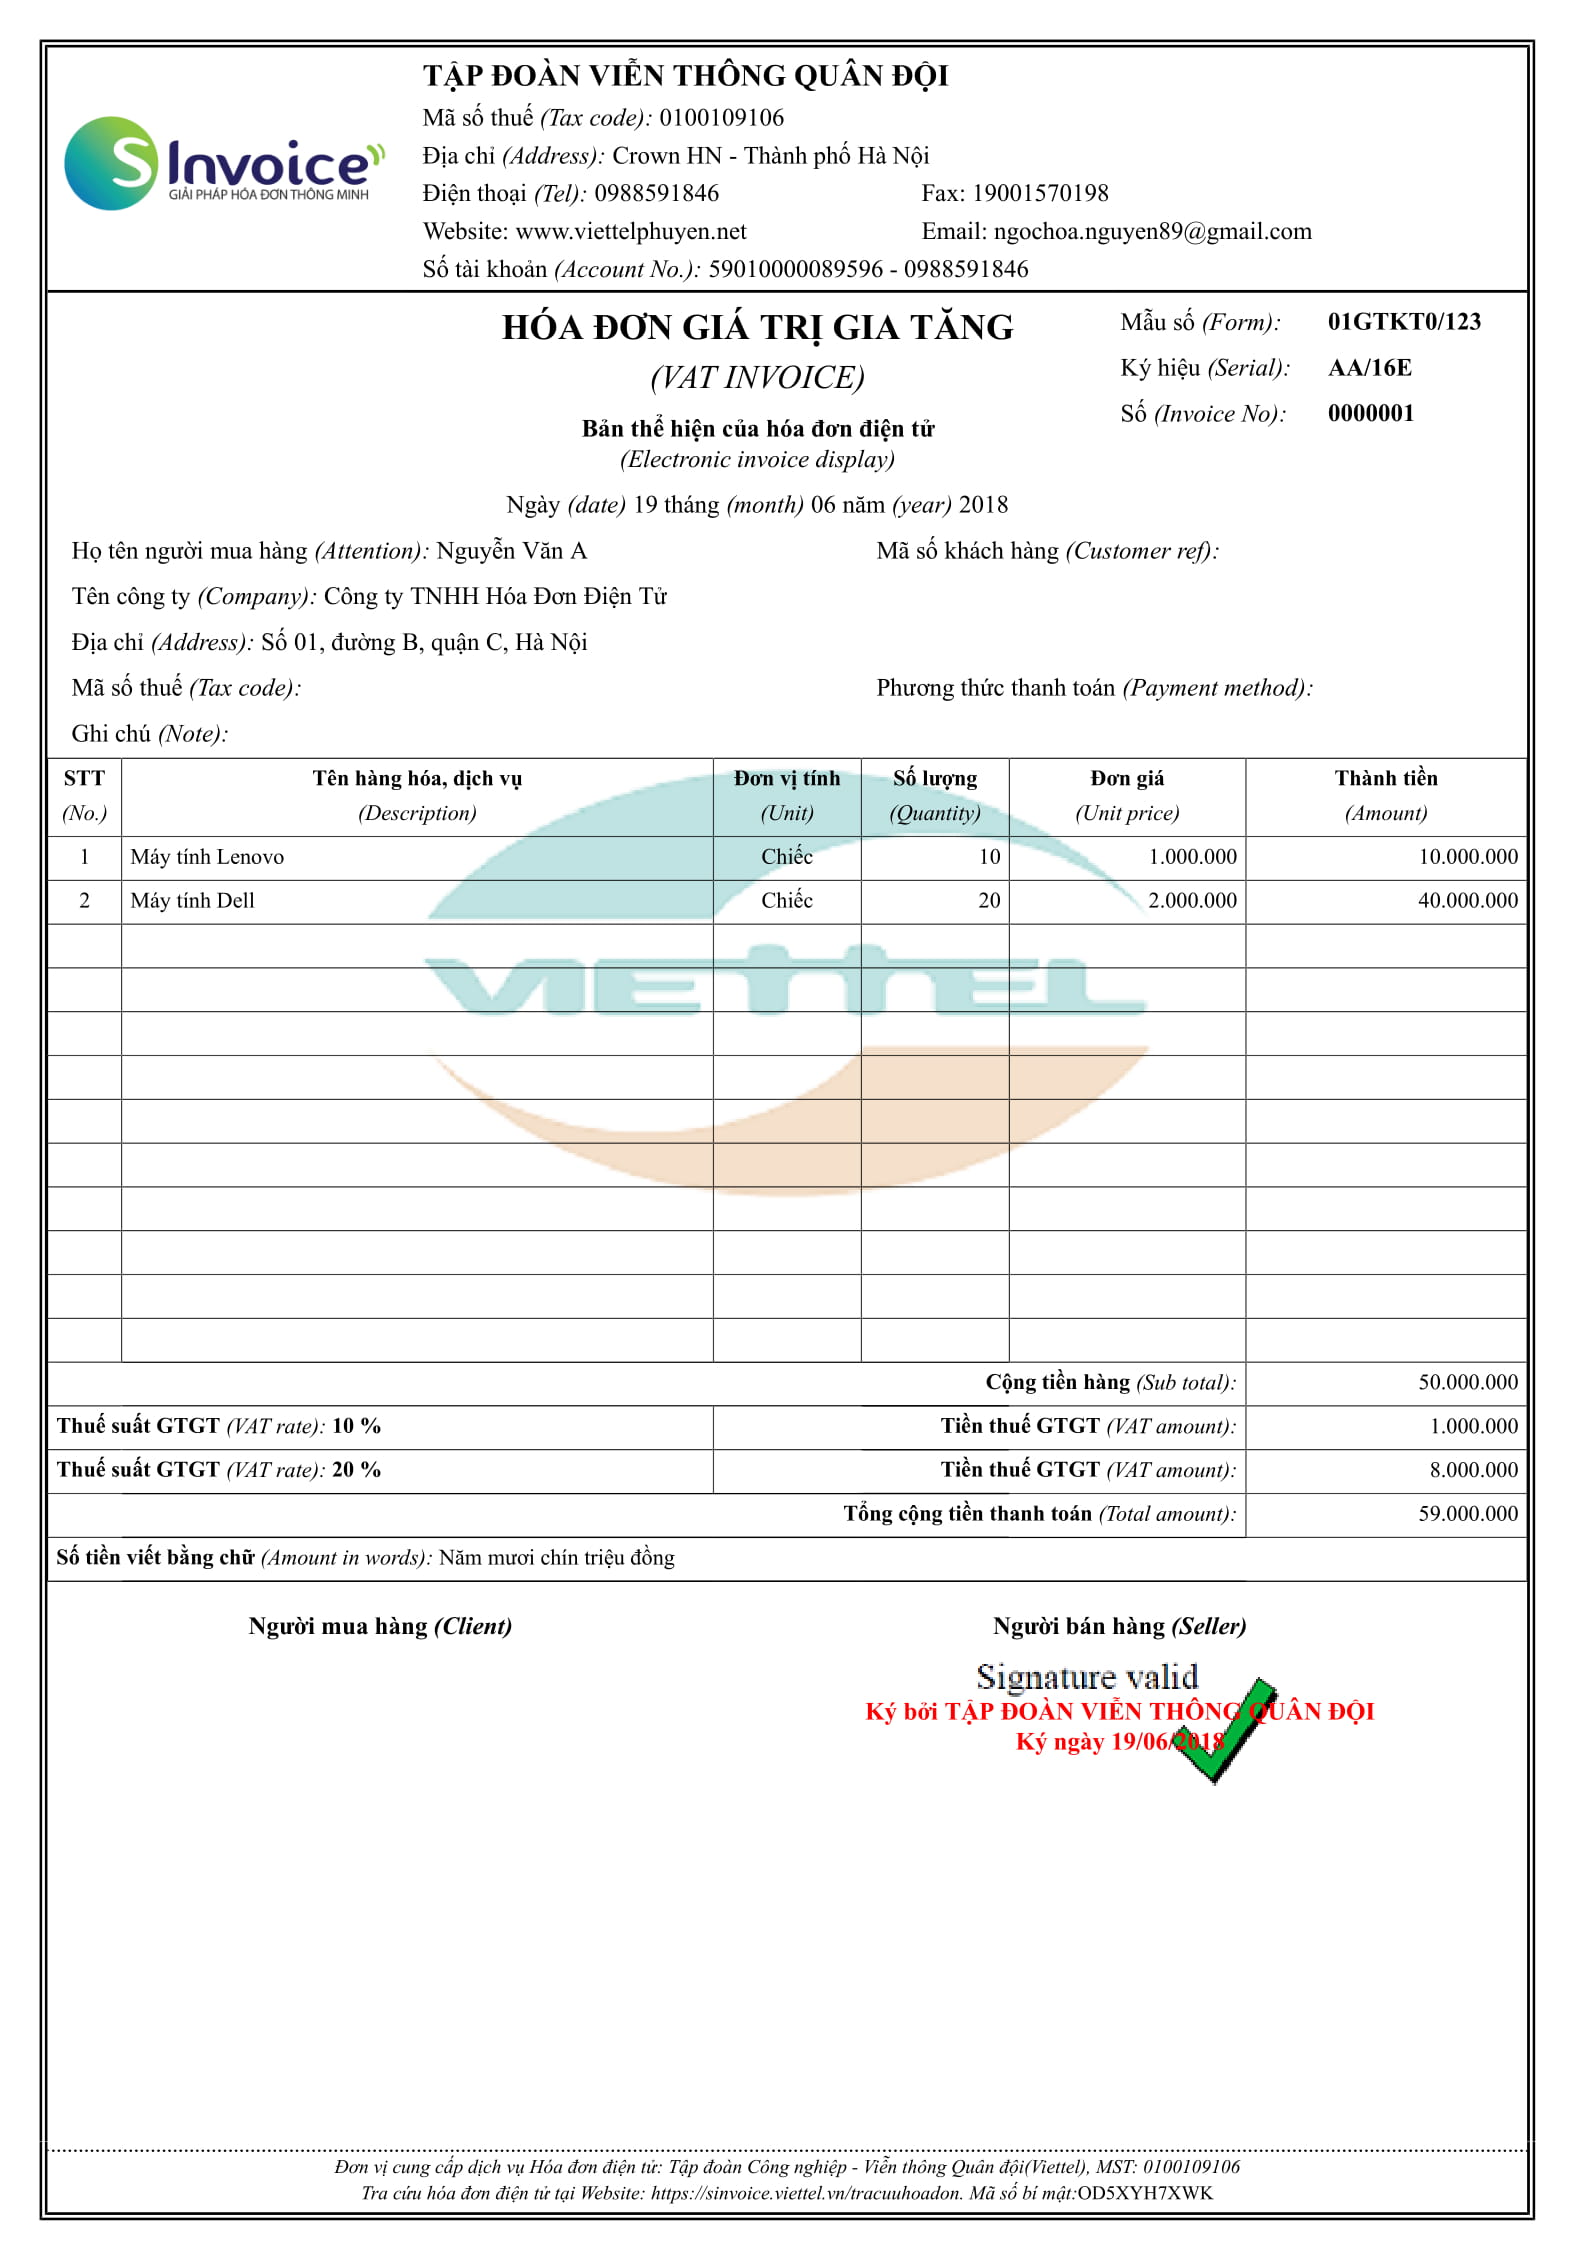 S Invoice
GIẢI PHÁP HÓA ĐƠN THÔNG MINH
TẬP ĐOÀN VIỄN THÔNG QUÂN ĐỘI
Mã số thuế (Tax code): 0100109106
Địa chỉ (Address): Crown HN - Thành phố Hà Nội
Điện thoại (Tel): 0988591846 Fax: 19001570198
Website: www.viettelphuyen.net Email: ngochoa.nguyen89@gmail.com
Số tài khoản (Account No.): 59010000089596 - 0988591846
HÓA ĐƠN GIÁ TRỊ GIA TĂNG
(VAT INVOICE)
Bản thể hiện của hóa đơn điện tử
(Electronic invoice display)
Ngày (date) 19 tháng (month) 06 năm (year) 2018
Mẫu số (Form): 01GTKT0/123
Ký hiệu (Serial): AA/16E
Số (Invoice No): 0000001
Họ tên người mua hàng (Attention): Nguyễn Văn A Mã số khách hàng (Customer ref):
Tên công ty (Company): Công ty TNHH Hóa Đơn Điện Tử
Địa chỉ (Address): Số 01, đường B, quận C, Hà Nội
Mã số thuế (Tax code): Phương thức thanh toán (Payment method):
Ghi chú (Note):
STT Tên hàng hóa, dịch vụ Đơn vị tính Số lượng Đơn giá Thành tiền
(No.) (Description) (Unit) (Quantity) (Unit price) (Amount)
1 Máy tính Lenovo Chiếc 10 1.000.000 10.000.000
2 Máy tính Dell Chiếc 20 2.000.000 40.000.000
VIETTEL
Cộng tiền hàng (Sub total): 50.000.000
Thuế suất GTGT (VAT rate): 10 % Tiền thuế GTGT (VAT amount): 1.000.000
Thuế suất GTGT (VAT rate): 20 % Tiền thuế GTGT (VAT amount): 8.000.000
Tổng cộng tiền thanh toán (Total amount): 59.000.000
Số tiền viết bằng chữ (Amount in words): Năm mươi chín triệu đồng
Người mua hàng (Client) Người bán hàng (Seller)
Signature valid
Ký bởi TẬP ĐOÀN VIỄN THÔNG QUÂN ĐỘI
Ký ngày 19/06/2018
Đơn vị cung cấp dịch vụ Hóa đơn điện tử: Tập đoàn Công nghiệp - Viễn thông Quân đội(Viettel), MST: 0100109106
Tra cứu hóa đơn điện tử tại Website: https://sinvoice.viettel.vn/tracuuhoadon. Mã số bí mật:OD5XYH7XWK